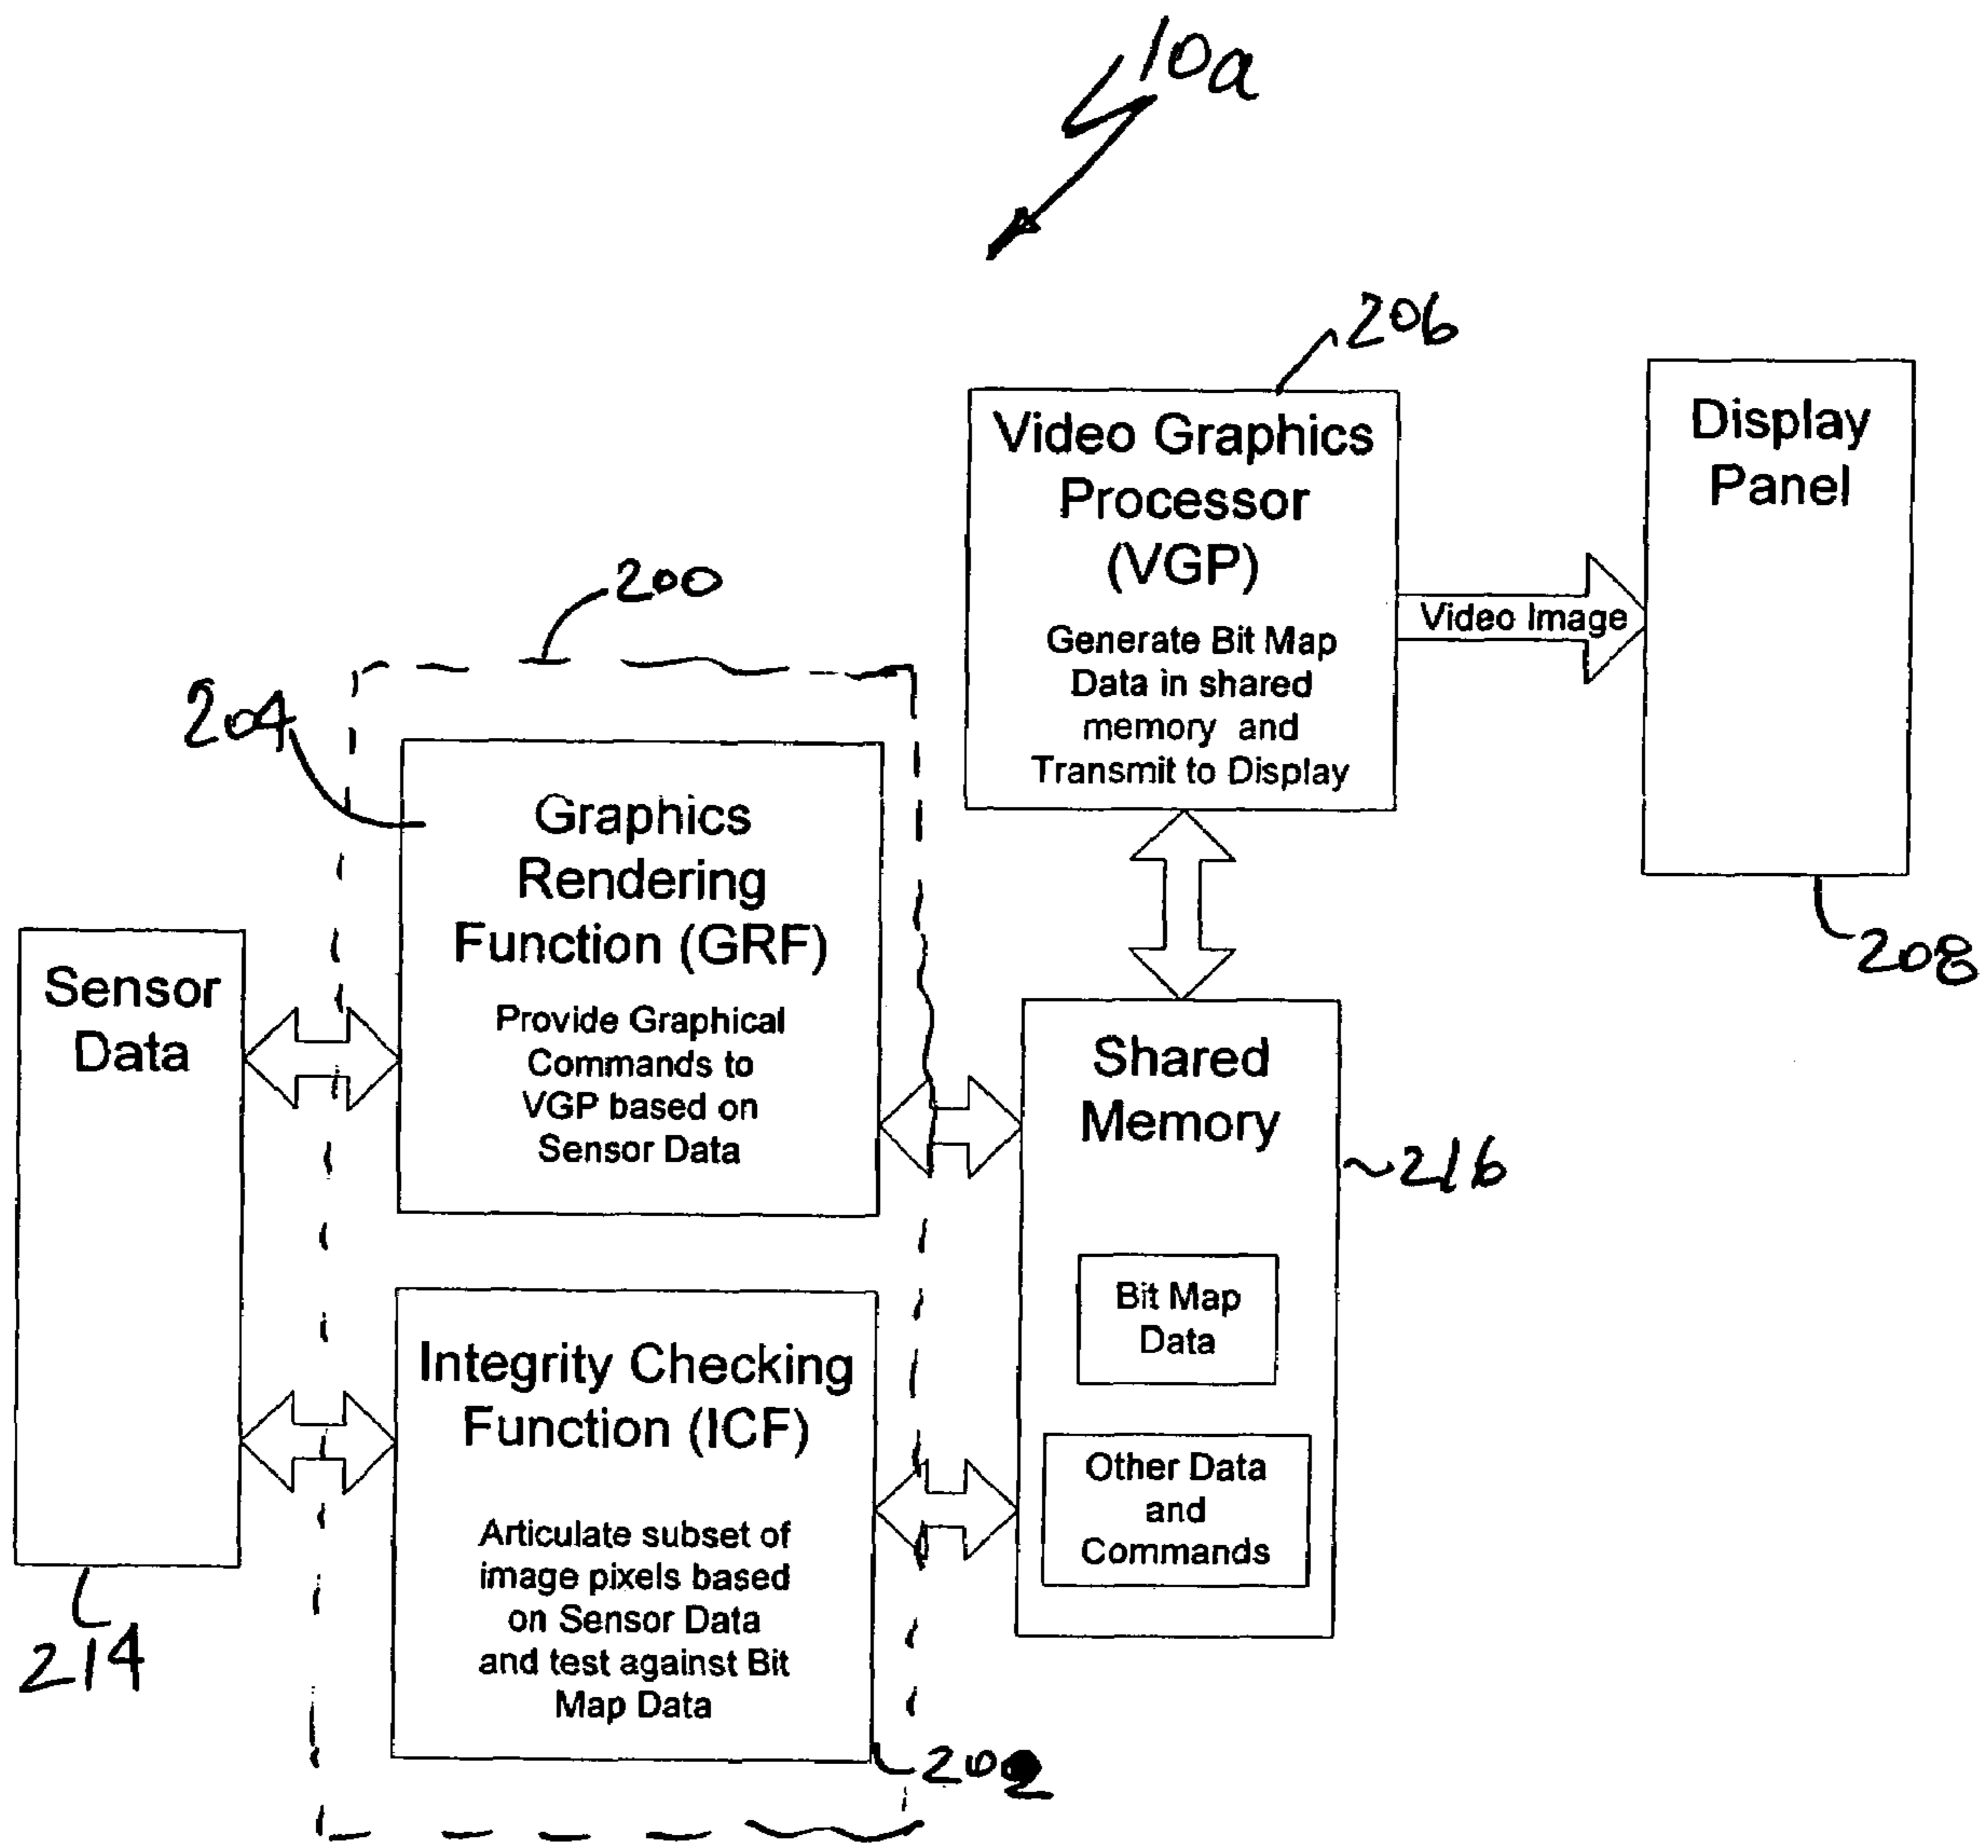 10a
206
Video Graphics
Processor
(VGP)
Generate Bit Map
Data in shared
memory and
Transmit to Display
Video Image
Display
Panel
208
200
204
Graphics
Rendering
Function (GRF)
Provide Graphical
Commands to
VGP based on
Sensor Data
Sensor
Data
214
Shared
Memory
216
Bit Map
Data
Other Data
and
Commands
Integrity Checking
Function (ICF)
Articulate subset of
image pixels based
on Sensor Data
and test against Bit
Map Data
202